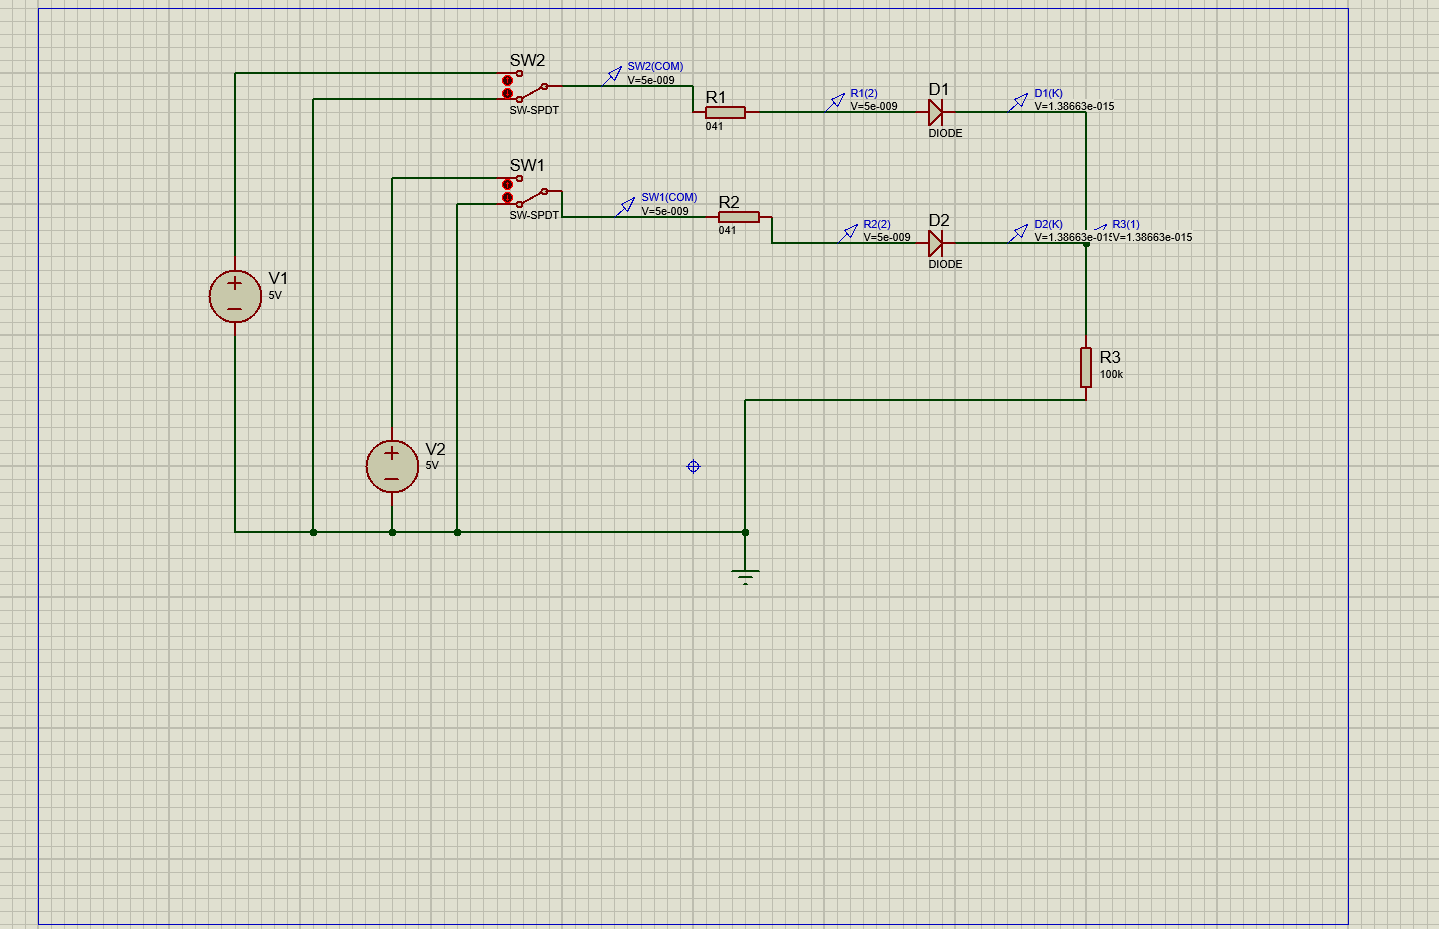 SW2
SW2(COM)
V=5e-009
SW-SPDT
R1
041
R1(2)
V=5e-009
D1
DIODE
D1(K)
V=1.38663e-015
SW1
SW1(COM)
V=5e-009
SW-SPDT
R2
041
R2(2)
V=5e-009
D2
DIODE
D2(K)
V=1.38663e-015
R3(1)
V=1.38663e-015
V1
5V
R3
100k
V2
5V